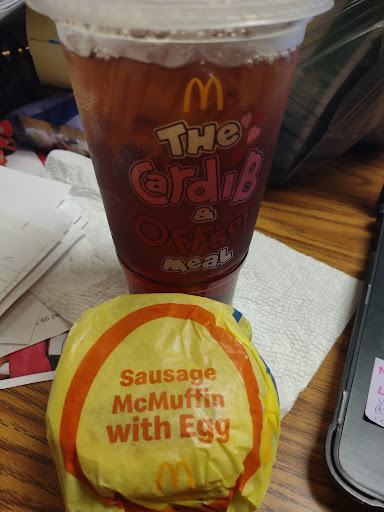 THE
CARDI B
&
OFFSET
MEAL
Sausage
McMuffin
with Egg